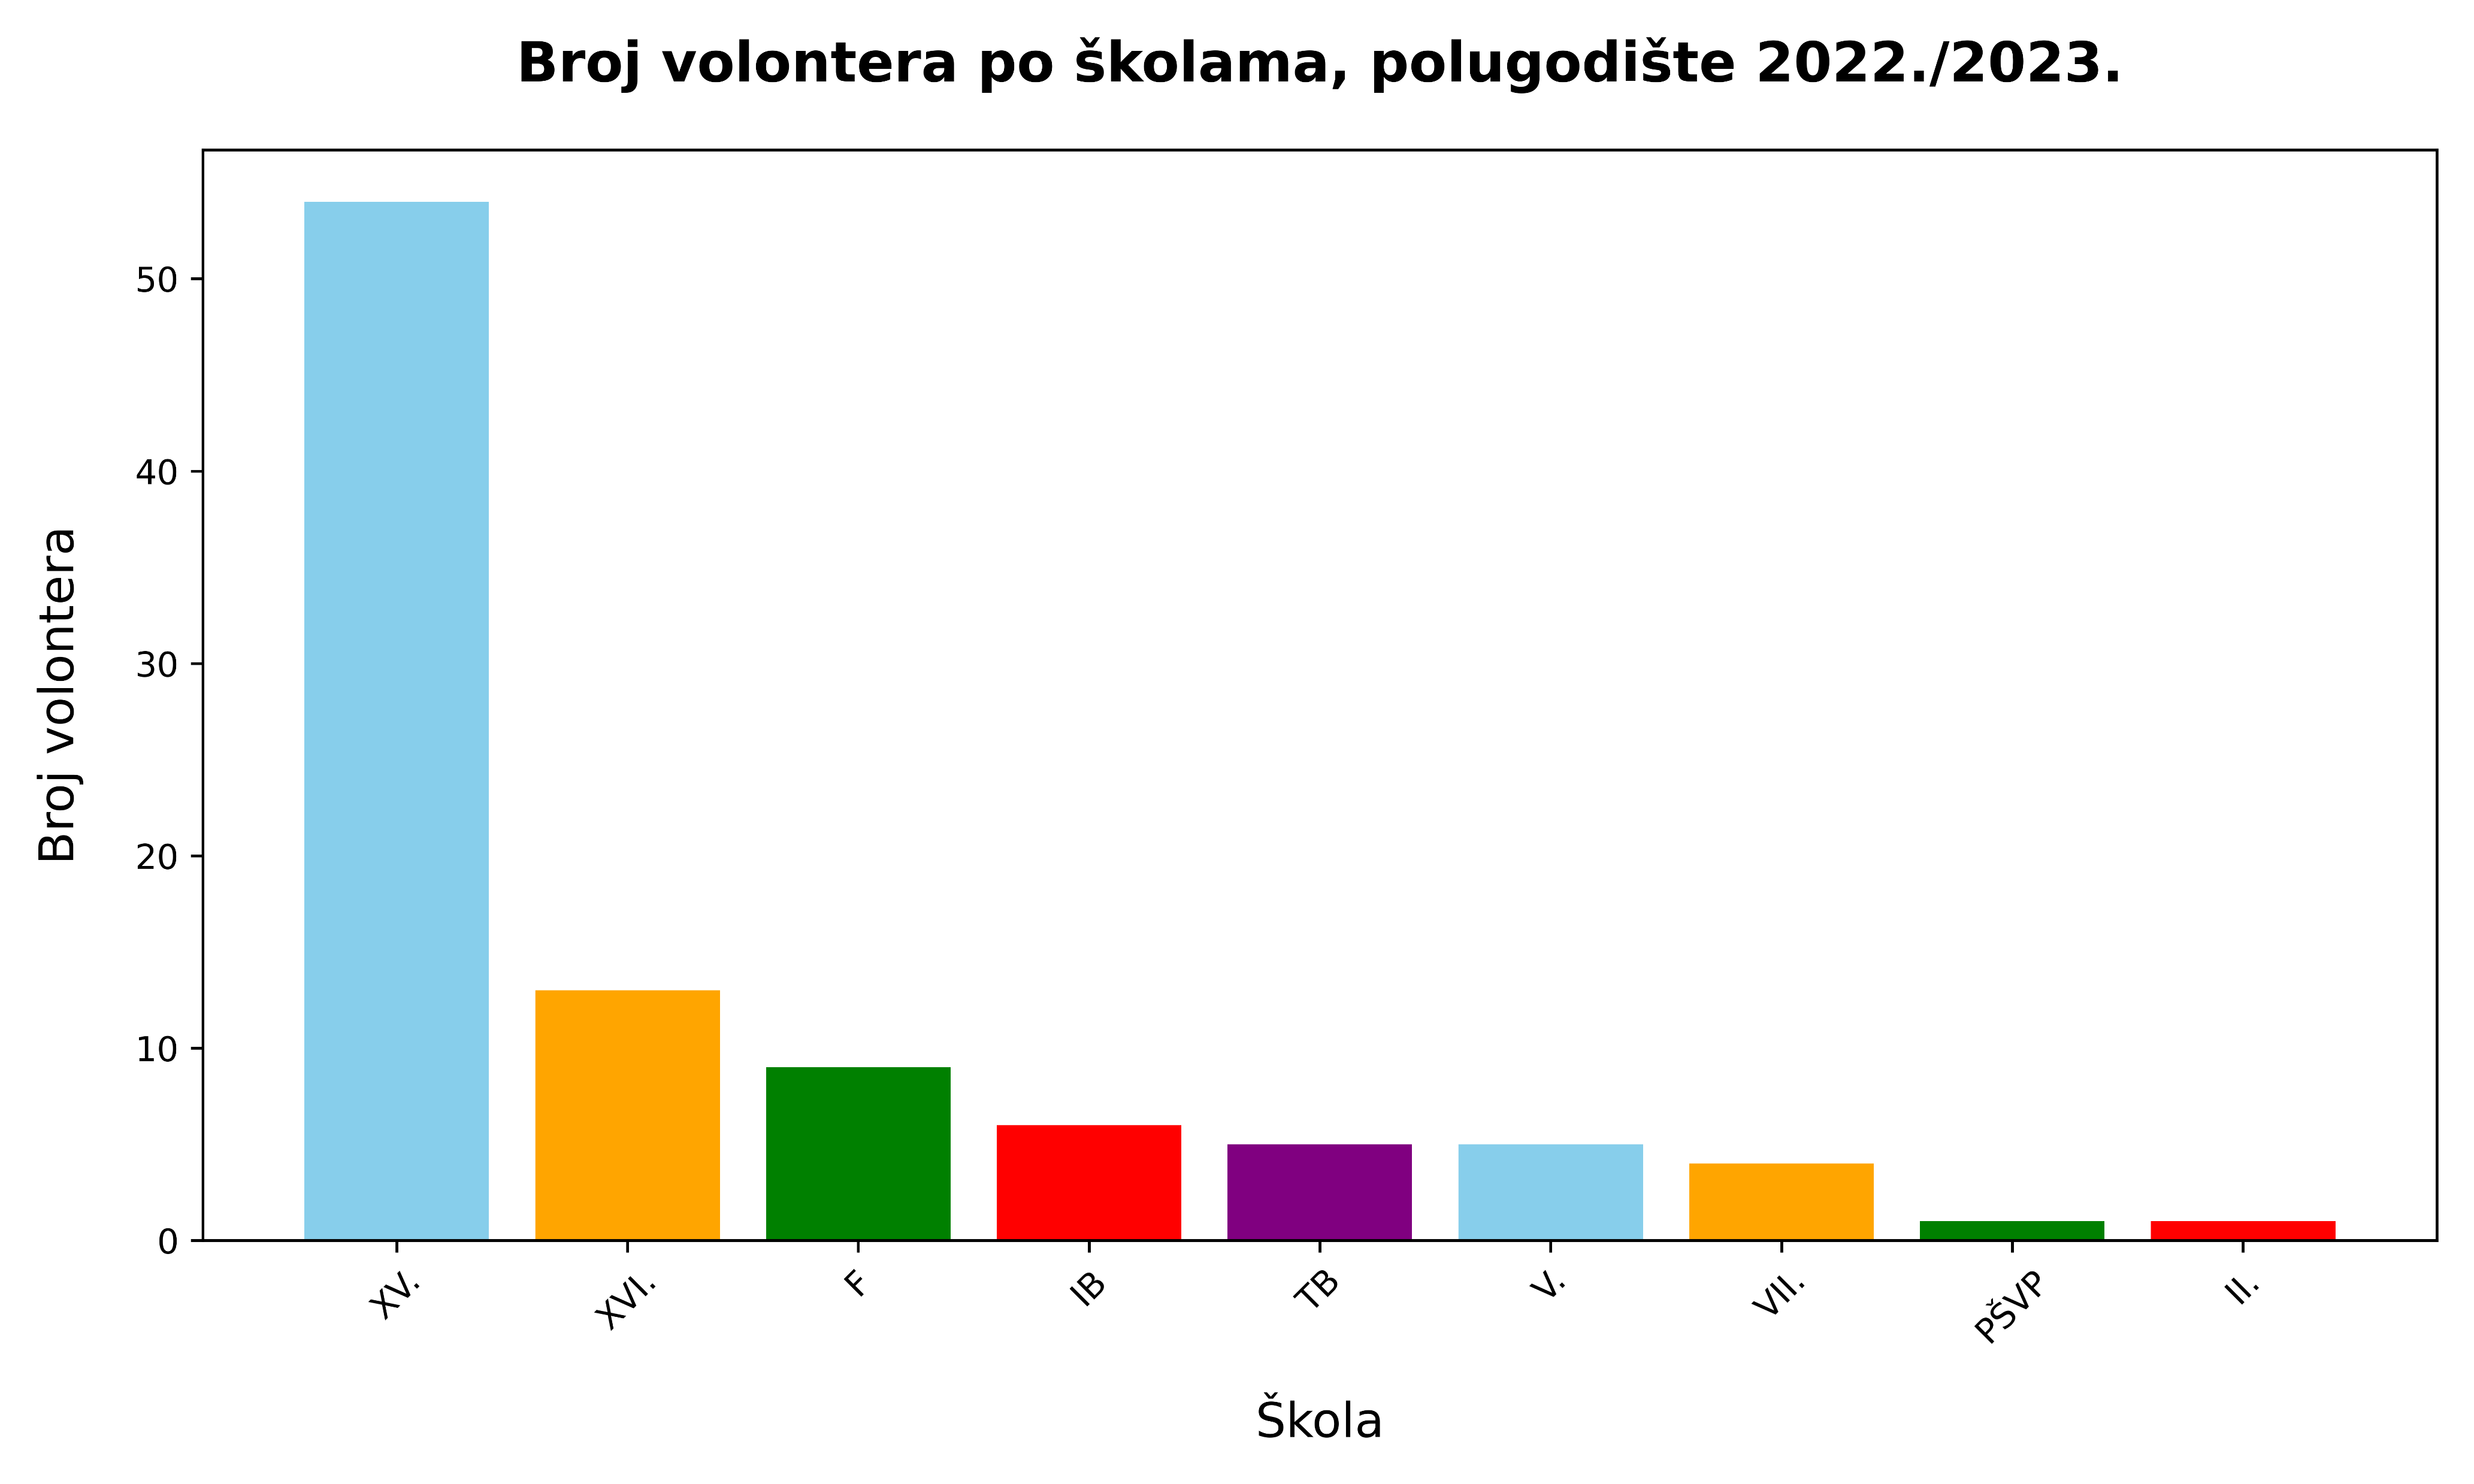 Broj volontera po školama, polugodište 2022./2023.
Broj volontera
50
40
30
20
10
0
XV.
XVI.
F
IB
TB
V.
VII.
PŠVP
II.
Škola